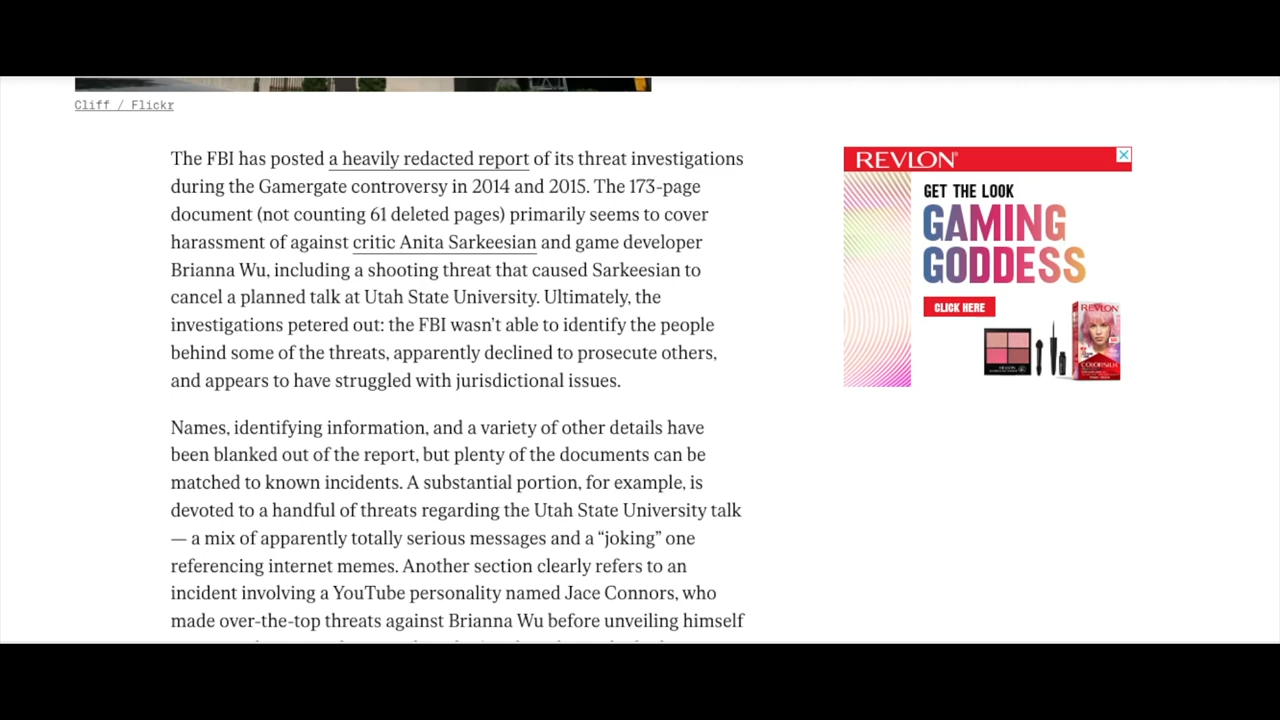 Cliff / Flickr
The FBI has posted a heavily redacted report of its threat investigations
during the Gamergate controversy in 2014 and 2015. The 173-page
document (not counting 61 deleted pages) primarily seems to cover
harassment of against critic Anita Sarkeesian and game developer
Brianna Wu, including a shooting threat that caused Sarkeesian to
cancel a planned talk at Utah State University. Ultimately, the
investigations petered out: the FBI wasn’t able to identify the people
behind some of the threats, apparently declined to prosecute others,
and appears to have struggled with jurisdictional issues.
Names, identifying information, and a variety of other details have
been blanked out of the report, but plenty of the documents can be
matched to known incidents. A substantial portion, for example, is
devoted to a handful of threats regarding the Utah State University talk
— a mix of apparently totally serious messages and a “joking” one
referencing internet memes. Another section clearly refers to an
incident involving a YouTube personality named Jace Connors, who
made over-the-top threats against Brianna Wu before unveiling himself
REVLON®
GET THE LOOK
GAMING
GODDESS
CLICK HERE
REVLON
COLORSILK